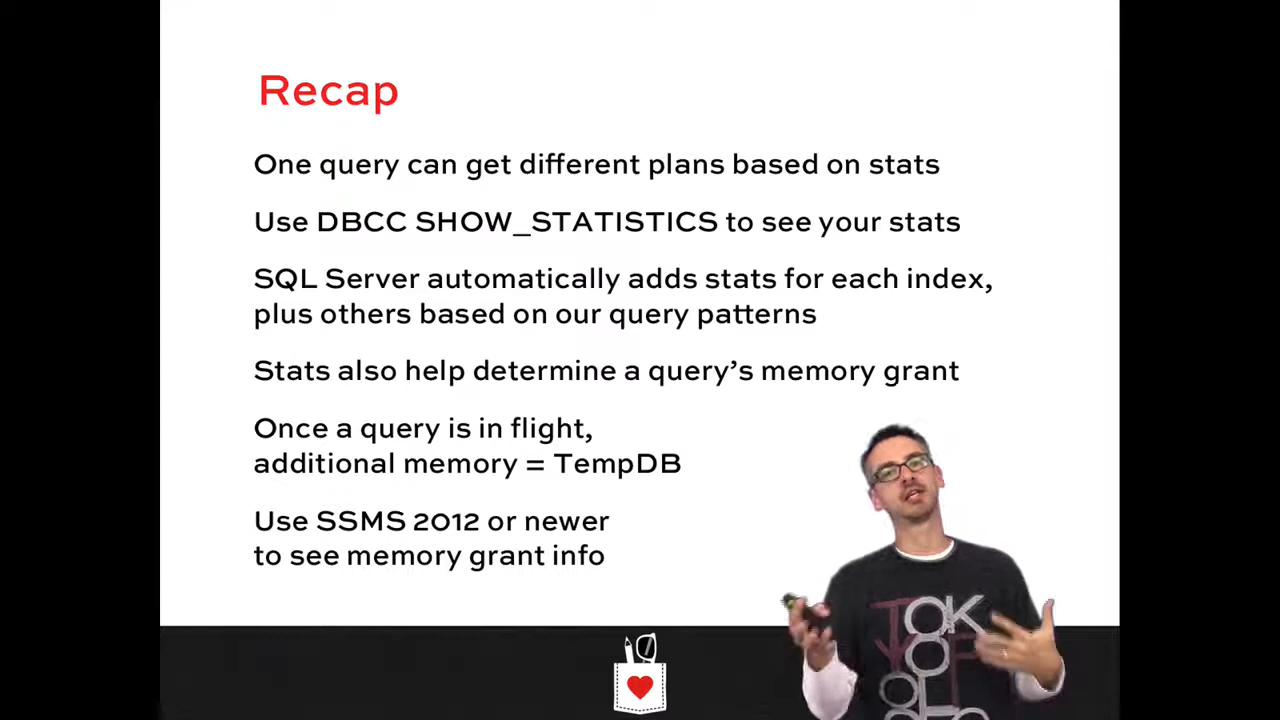 Recap
One query can get different plans based on stats
Use DBCC SHOW_STATISTICS to see your stats
SQL Server automatically adds stats for each index,
plus others based on our query patterns
Stats also help determine a query's memory grant
Once a query is in flight,
additional memory = TempDB
Use SSMS 2012 or newer
to see memory grant info